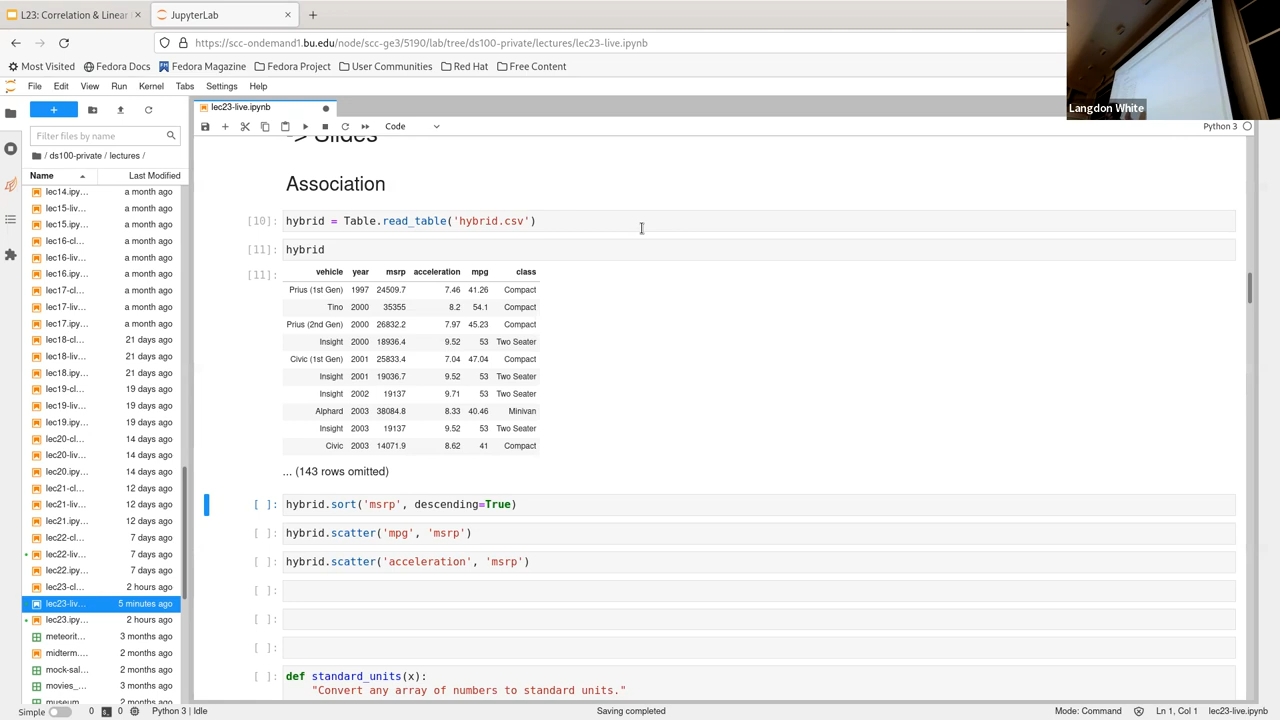 L23: Correlation & Linear
JupyterLab
https://scc-ondemand1.bu.edu/node/scc-ge3/5190/lab/tree/ds100-private/lectures/lec23-live.ipynb
Most Visited Fedora Docs Fedora Magazine Fedora Project User Communities Red Hat Free Content
Langdon White
File Edit View Run Kernel Tabs Settings Help
lec23-live.ipynb
Code
Python 3
Filter files by name
/ ds100-private / lectures /
Name Last Modified
lec14.ipy... a month ago
lec15-liv... a month ago
lec15.ipy... a month ago
lec16-cl... a month ago
lec16-liv... a month ago
lec16.ipy... a month ago
lec17-cl... a month ago
lec17-liv... a month ago
lec17.ipy... a month ago
lec18-cl... 21 days ago
lec18-liv... 21 days ago
lec18.ipy... 21 days ago
lec19-cl... 19 days ago
lec19-liv... 19 days ago
lec19.ipy... 19 days ago
lec20-cl... 14 days ago
lec20-liv... 14 days ago
lec20.ipy... 14 days ago
lec21-cl... 12 days ago
lec21-liv... 12 days ago
lec21.ipy... 12 days ago
lec22-cl... 7 days ago
lec22-liv... 7 days ago
lec22.ipy... 7 days ago
lec23-cl... 2 hours ago
lec23-liv... 5 minutes ago
lec23.ipy... 2 hours ago
meteorit... 3 months ago
midterm.... 2 months ago
mock-sal... 2 months ago
movies_... 3 months ago
museum 2 months ago
-> Slides
Association
[10]: hybrid = Table.read_table('hybrid.csv')
[11]: hybrid
[11]: vehicle year msrp acceleration mpg class
Prius (1st Gen) 1997 24509.7 7.46 41.26 Compact
Tino 2000 35355 8.2 54.1 Compact
Prius (2nd Gen) 2000 26832.2 7.97 45.23 Compact
Insight 2000 18936.4 9.52 53 Two Seater
Civic (1st Gen) 2001 25833.4 7.04 47.04 Compact
Insight 2001 19036.7 9.52 53 Two Seater
Insight 2002 19137 9.71 53 Two Seater
Alphard 2003 38084.8 8.33 40.46 Minivan
Insight 2003 19137 9.52 53 Two Seater
Civic 2003 14071.9 8.62 41 Compact
... (143 rows omitted)
[ ]: hybrid.sort('msrp', descending=True)
[ ]: hybrid.scatter('mpg', 'msrp')
[ ]: hybrid.scatter('acceleration', 'msrp')
[ ]:
[ ]:
[ ]:
[ ]: def standard_units(x):
"Convert any array of numbers to standard units."
Simple 0 0 Python 3 | Idle Saving completed Mode: Command Ln 1, Col 1 lec23-live.ipynb